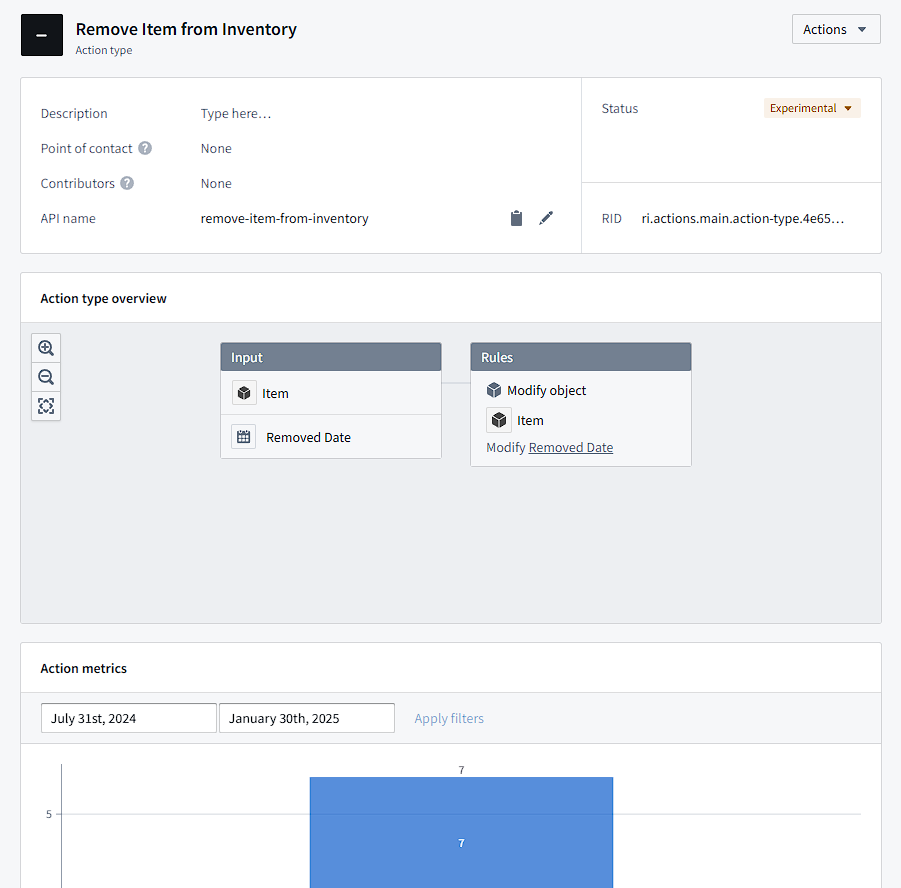 Remove Item from Inventory
Action type
Actions
Description Type here…
Point of contact ? None
Contributors ? None
API name remove-item-from-inventory
Status Experimental
RID ri.actions.main.action-type.4e65…
Action type overview
Input
Item
Removed Date
Rules
Modify object
Item
Modify Removed Date
Action metrics
July 31st, 2024 January 30th, 2025 Apply filters
7
5
7